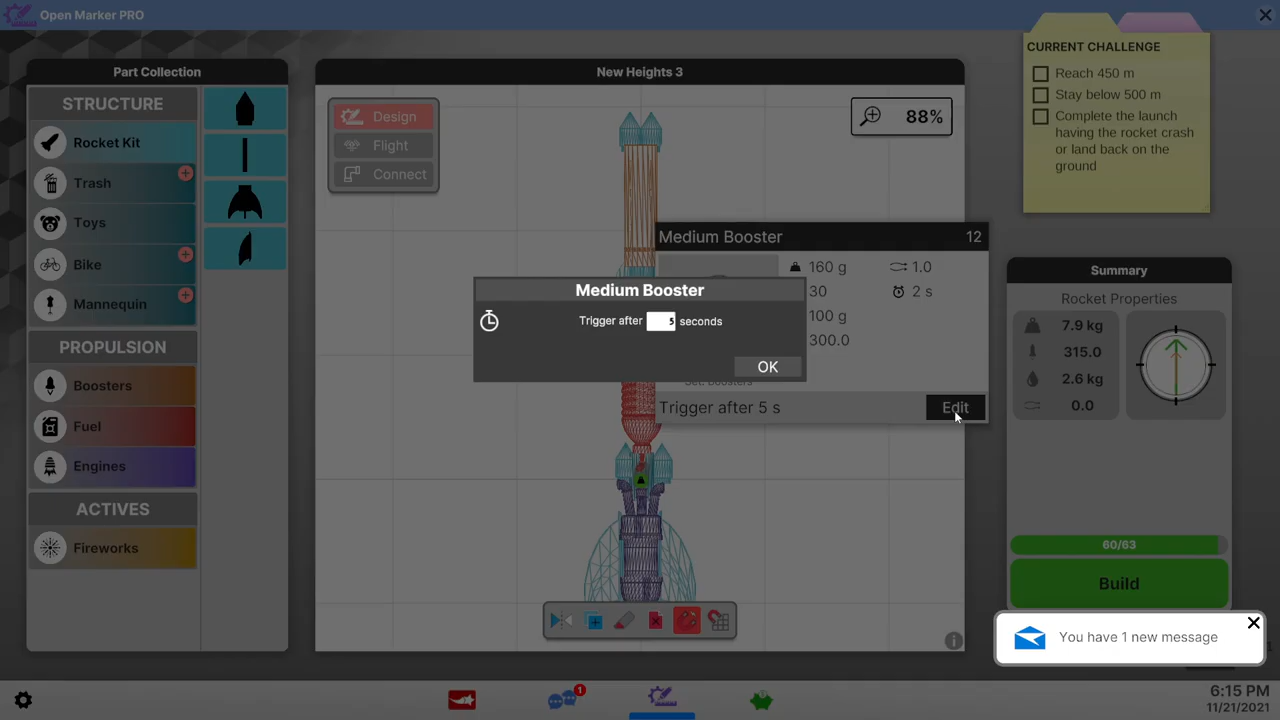 Open Marker PRO
Part Collection
STRUCTURE
Rocket Kit
Trash
Toys
Bike
Mannequin
PROPULSION
Boosters
Fuel
Engines
ACTIVES
Fireworks
New Heights 3
Design
Flight
Connect
88%
Medium Booster 12
160 g 1.0
30 2 s
100 g
300.0
Set: Boosters
Trigger after 5 s Edit
Medium Booster
Trigger after 5 seconds
OK
CURRENT CHALLENGE
Reach 450 m
Stay below 500 m
Complete the launch
having the rocket crash
or land back on the
ground
Summary
Rocket Properties
7.9 kg
315.0
2.6 kg
0.0
60/63
Build
You have 1 new message
1
6:15 PM
11/21/2021